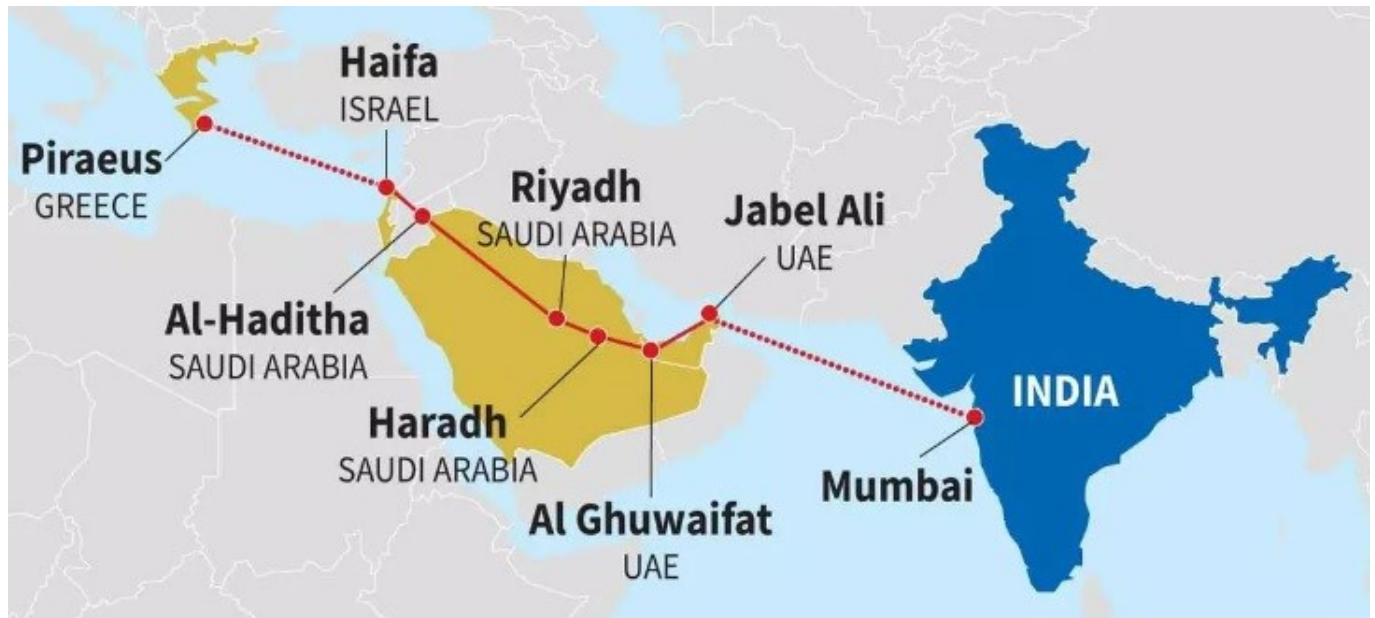 Haifa
ISRAEL
Piraeus
GREECE
Riyadh
SAUDI ARABIA
Jabel Ali
UAE
Al-Haditha
SAUDI ARABIA
Haradh
SAUDI ARABIA
Al Ghuwaifat
UAE
INDIA
Mumbai